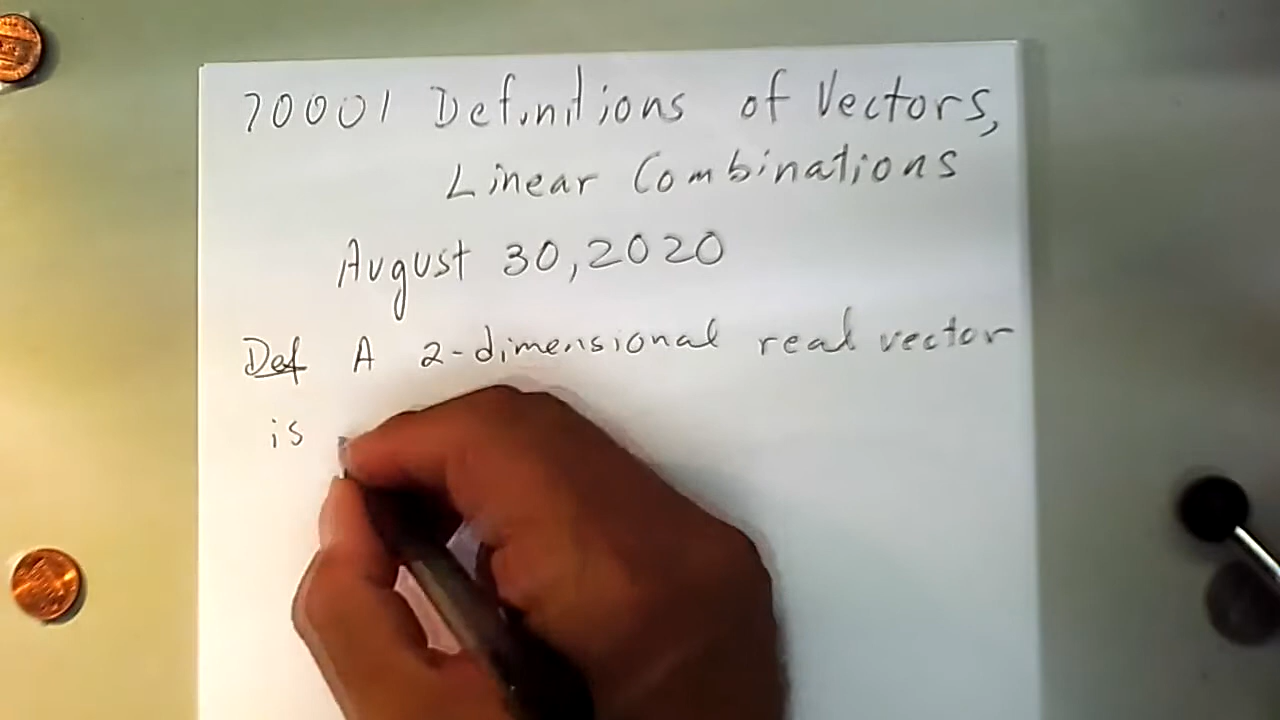 70001 Definitions of Vectors,
Linear Combinations
August 30, 2020
Def A 2-dimensional real vector
is